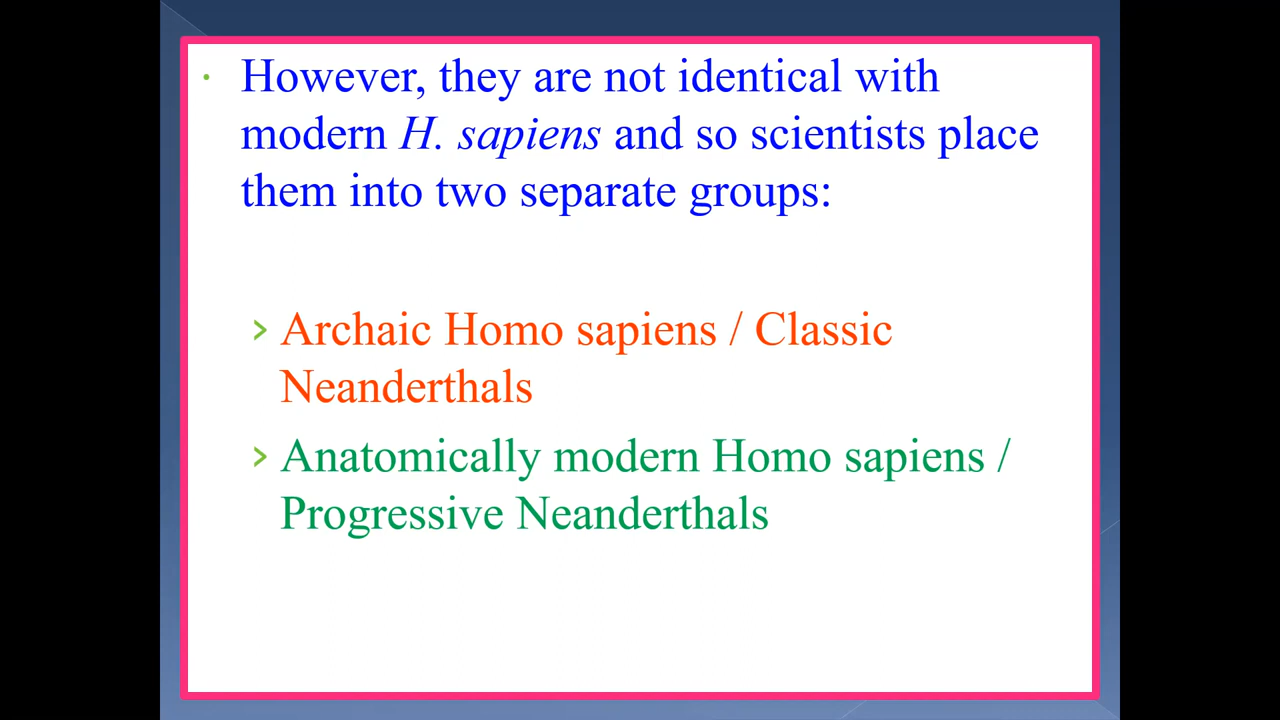 However, they are not identical with
modern H. sapiens and so scientists place
them into two separate groups:
Archaic Homo sapiens / Classic
Neanderthals
Anatomically modern Homo sapiens /
Progressive Neanderthals